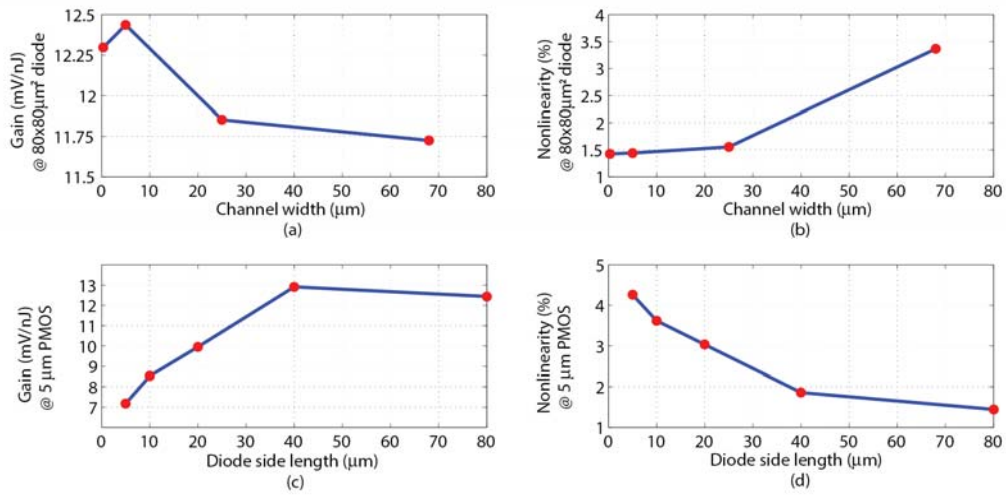 Gain (mV/nJ)
@ 80x80μm² diode
12.5
12.25
12
11.75
11.5
0 10 20 30 40 50 60 70 80
Channel width (μm)
(a)
Nonlinearity (%)
@ 80x80μm² diode
4
3.5
3
2.5
2
1.5
1
0 10 20 30 40 50 60 70 80
Channel width (μm)
(b)
Gain (mV/nJ)
@ 5 μm PMOS
13
12
11
10
9
8
7
0 10 20 30 40 50 60 70 80
Diode side length (μm)
(c)
Nonlinearity (%)
@ 5 μm PMOS
5
4
3
2
1
0 10 20 30 40 50 60 70 80
Diode side length (μm)
(d)